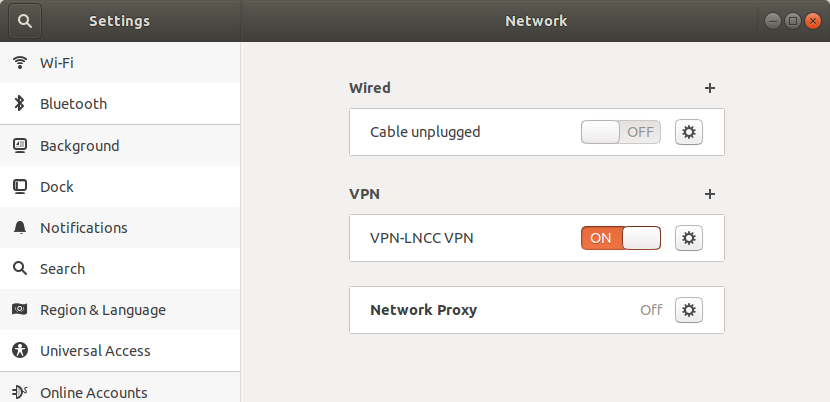 Settings
Network
Wi-Fi
Bluetooth
Background
Dock
Notifications
Search
Region & Language
Universal Access
Online Accounts
Wired
Cable unplugged OFF
VPN
VPN-LNCC VPN ON
Network Proxy Off